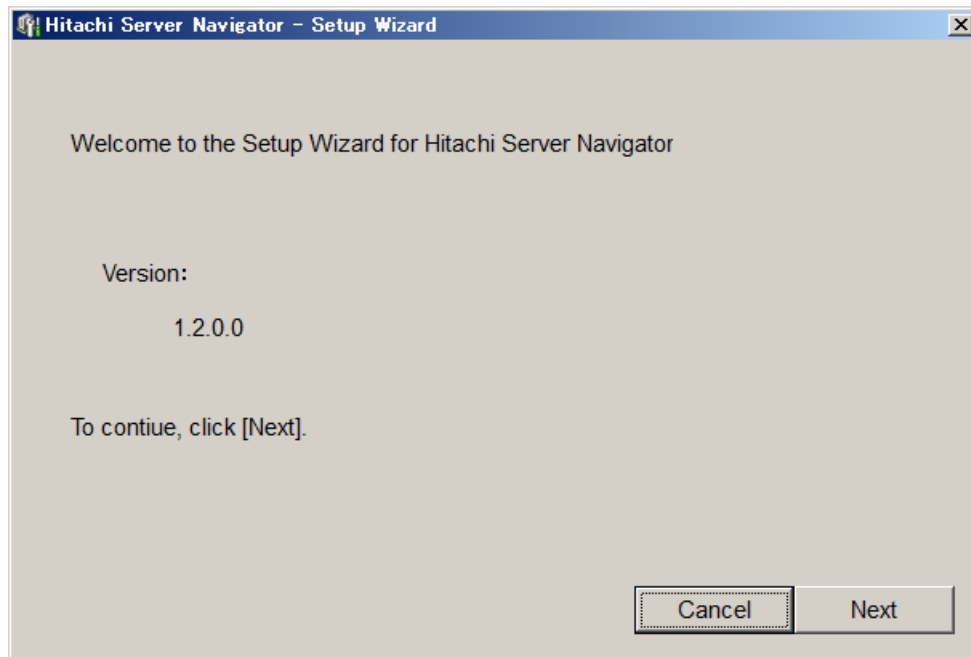 Hitachi Server Navigator - Setup Wizard
Welcome to the Setup Wizard for Hitachi Server Navigator
Version:
1.2.0.0
To contiue, click [Next].
Cancel Next